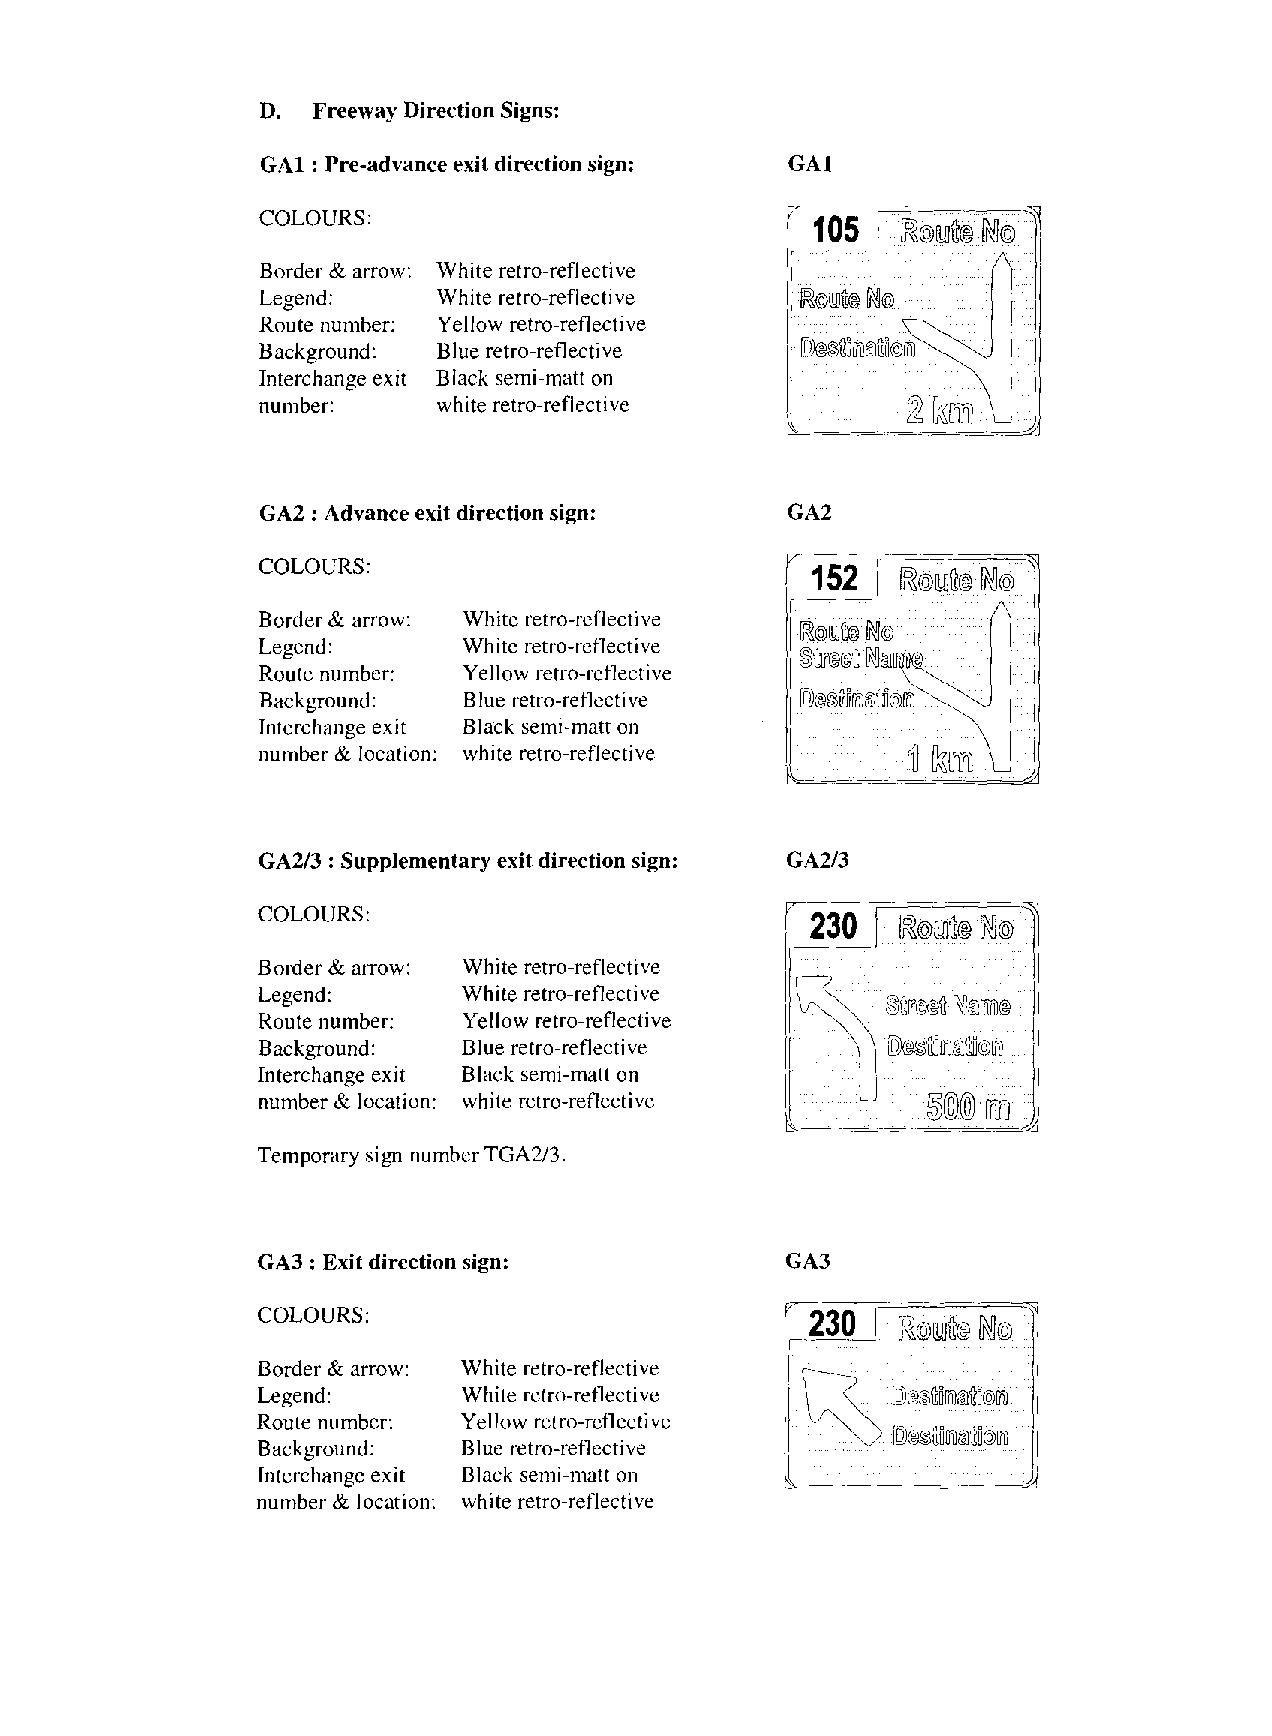 D. Freeway Direction Signs:
GA1 : Pre-advance exit direction sign: GA1
COLOURS:
105 Route No
Border & arrow: White retro-reflective
Legend: White retro-reflective
Route No
Route number: Yellow retro-reflective
Background: Blue retro-reflective
Destination
Interchange exit Black semi-matt on
number: white retro-reflective
2 km
GA2 : Advance exit direction sign: GA2
COLOURS:
152 Route No
Border & arrow: White retro-reflective
Route No
Legend: White retro-reflective
Street Name
Route number: Yellow retro-reflective
Background: Blue retro-reflective
Destination
Interchange exit Black semi-matt on
number & location: white retro-reflective
1 km
GA2/3 : Supplementary exit direction sign: GA2/3
COLOURS:
230 Route No
Border & arrow: White retro-reflective
Legend: White retro-reflective
Street Name
Route number: Yellow retro-reflective
Background: Blue retro-reflective
Destination
Interchange exit Black semi-matt on
number & location: white retro-reflective
500 m
Temporary sign number TGA2/3.
GA3 : Exit direction sign: GA3
COLOURS:
230 Route No
Border & arrow: White retro-reflective
Legend: White retro-reflective
Destination
Route number: Yellow retro-reflective
Destination
Background: Blue retro-reflective
Interchange exit Black semi-matt on
number & location: white retro-reflective